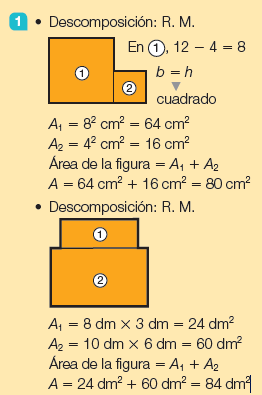 1 • Descomposición: R. M.
En ①, 12 – 4 = 8
①
b = h
②
cuadrado
A₁ = 8² cm² = 64 cm²
A₂ = 4² cm² = 16 cm²
Área de la figura = A₁ + A₂
A = 64 cm² + 16 cm² = 80 cm²
• Descomposición: R. M.
①
②
A₁ = 8 dm × 3 dm = 24 dm²
A₂ = 10 dm × 6 dm = 60 dm²
Área de la figura = A₁ + A₂
A = 24 dm² + 60 dm² = 84 dm²